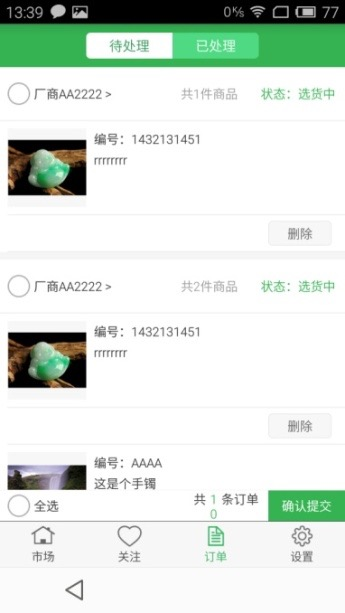 13:39 0K/s 77
待处理 已处理
厂商AA2222 > 共1件商品 状态：选货中
编号：1432131451
rrrrrrrr
删除
厂商AA2222 > 共2件商品 状态：选货中
编号：1432131451
rrrrrrrr
删除
编号：AAAA
这是个手镯
全选 共 1 条订单 确认提交
0
市场 关注 订单 设置